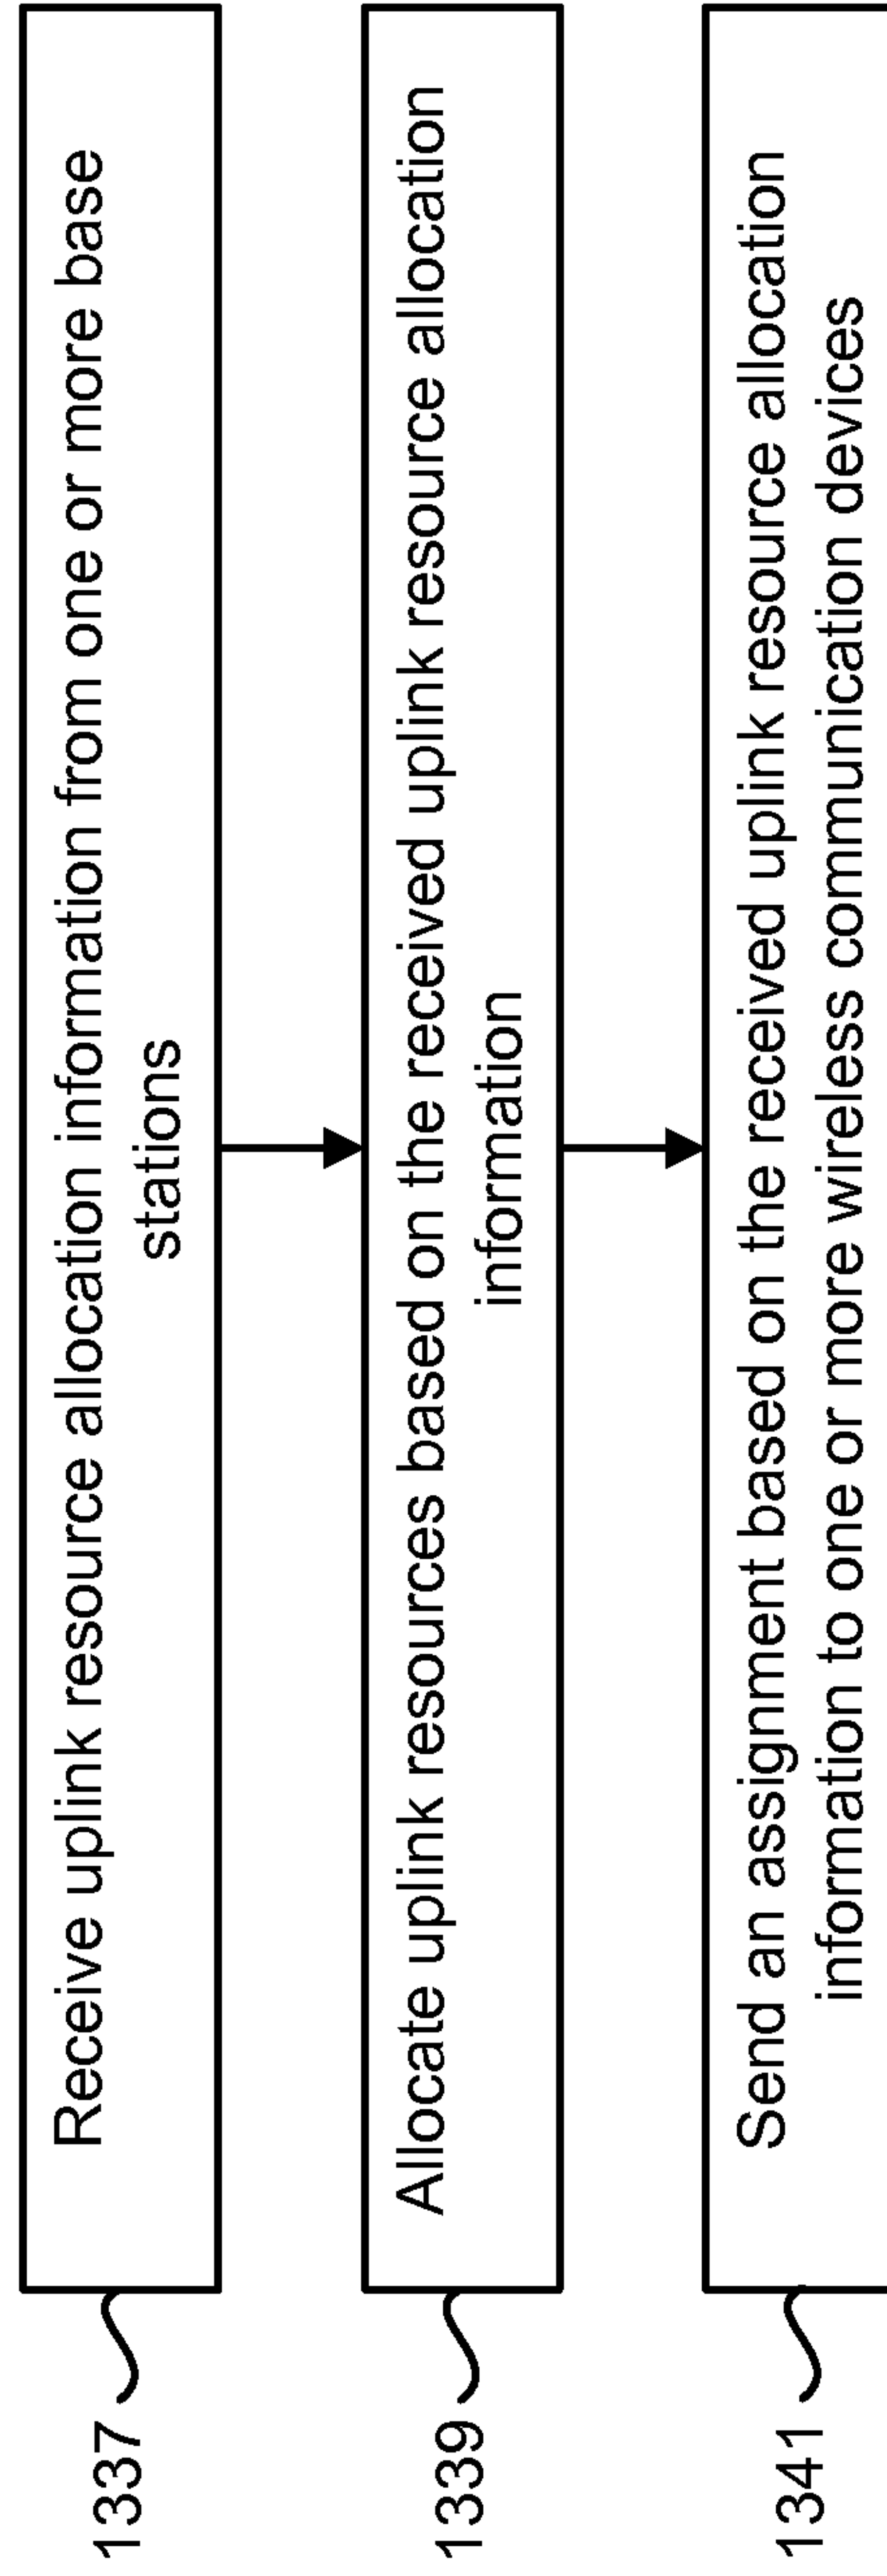 1337
Receive uplink resource allocation information from one or more base
stations
1339
Allocate uplink resources based on the received uplink resource allocation
information
1341
Send an assignment based on the received uplink resource allocation
information to one or more wireless communication devices